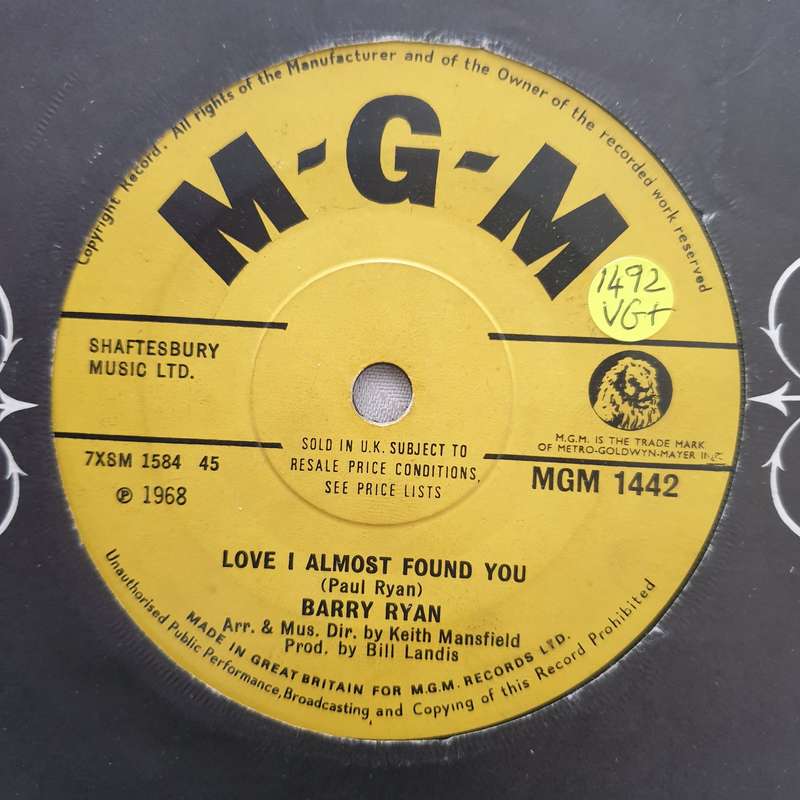 Copyright Record. All rights of the Manufacturer and of the Owner of the recorded work reserved
M-G-M
1492
VG+
SHAFTESBURY
MUSIC LTD.
M.G.M. IS THE TRADE MARK
OF METRO-GOLDWYN-MAYER INC.
SOLD IN U.K. SUBJECT TO
RESALE PRICE CONDITIONS,
SEE PRICE LISTS
7XSM 1584 45
℗ 1968
MGM 1442
LOVE I ALMOST FOUND YOU
(Paul Ryan)
BARRY RYAN
Arr. & Mus. Dir. by Keith Mansfield
Prod. by Bill Landis
MADE IN GREAT BRITAIN FOR M.G.M. RECORDS LTD.
Unauthorised Public Performance, Broadcasting and Copying of this Record Prohibited